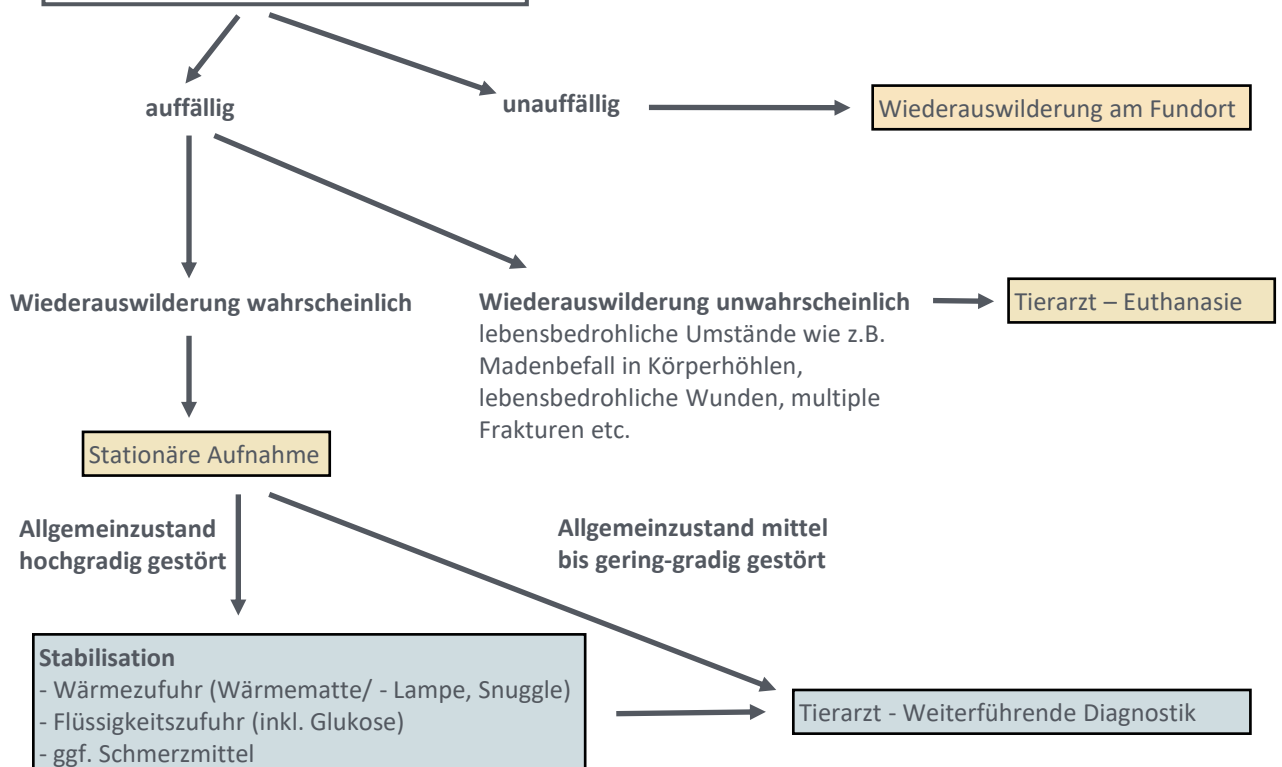 auffällig
unauffällig
Wiederauswilderung am Fundort
Wiederauswilderung wahrscheinlich
Wiederauswilderung unwahrscheinlich
lebensbedrohliche Umstände wie z.B.
Madenbefall in Körperhöhlen,
lebensbedrohliche Wunden, multiple
Frakturen etc.
Tierarzt – Euthanasie
Stationäre Aufnahme
Allgemeinzustand
hochgradig gestört
Allgemeinzustand mittel
bis gering-gradig gestört
Stabilisation
- Wärmezufuhr (Wärmematte/ - Lampe, Snuggle)
- Flüssigkeitszufuhr (inkl. Glukose)
- ggf. Schmerzmittel
Tierarzt - Weiterführende Diagnostik